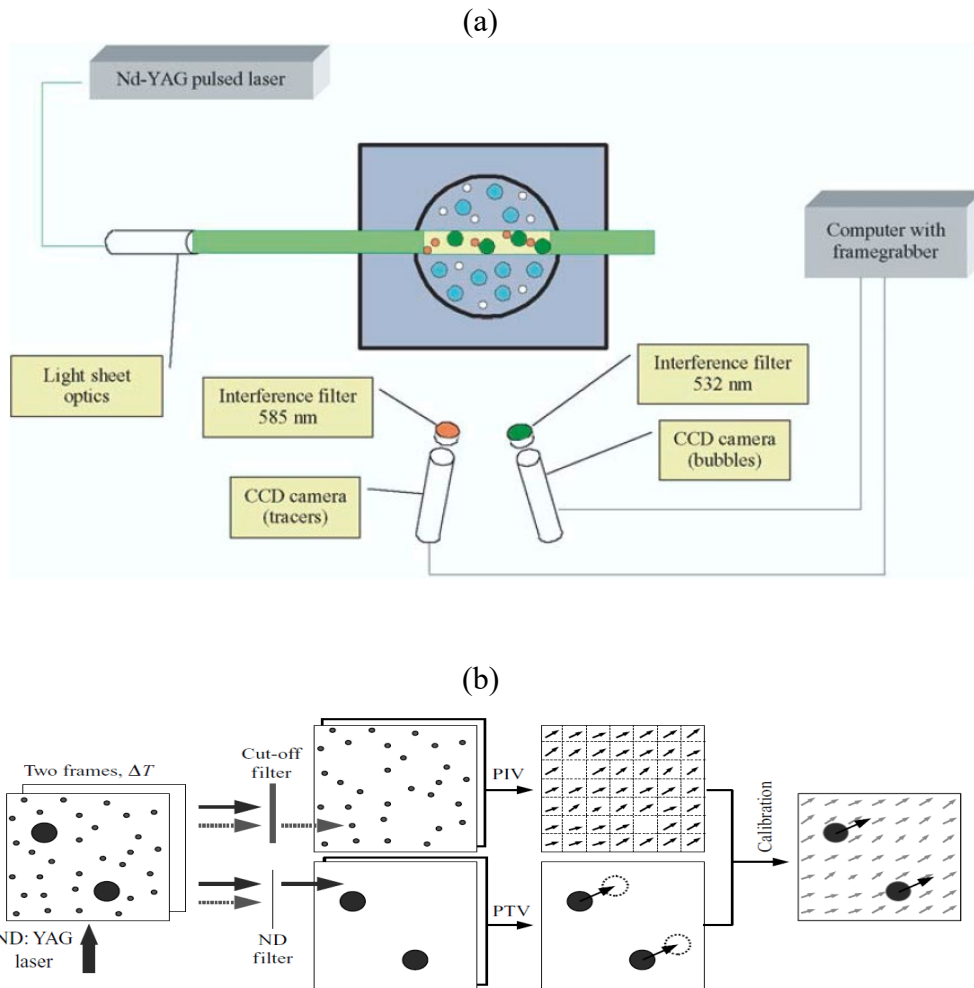 (a)
Nd-YAG pulsed laser
Computer with
framegrabber
Light sheet
optics
Interference filter
585 nm
Interference filter
532 nm
CCD camera
(tracers)
CCD camera
(bubbles)
(b)
Two frames, ΔT
Cut-off
filter
PIV
Calibration
ND: YAG
laser
ND
filter
PTV